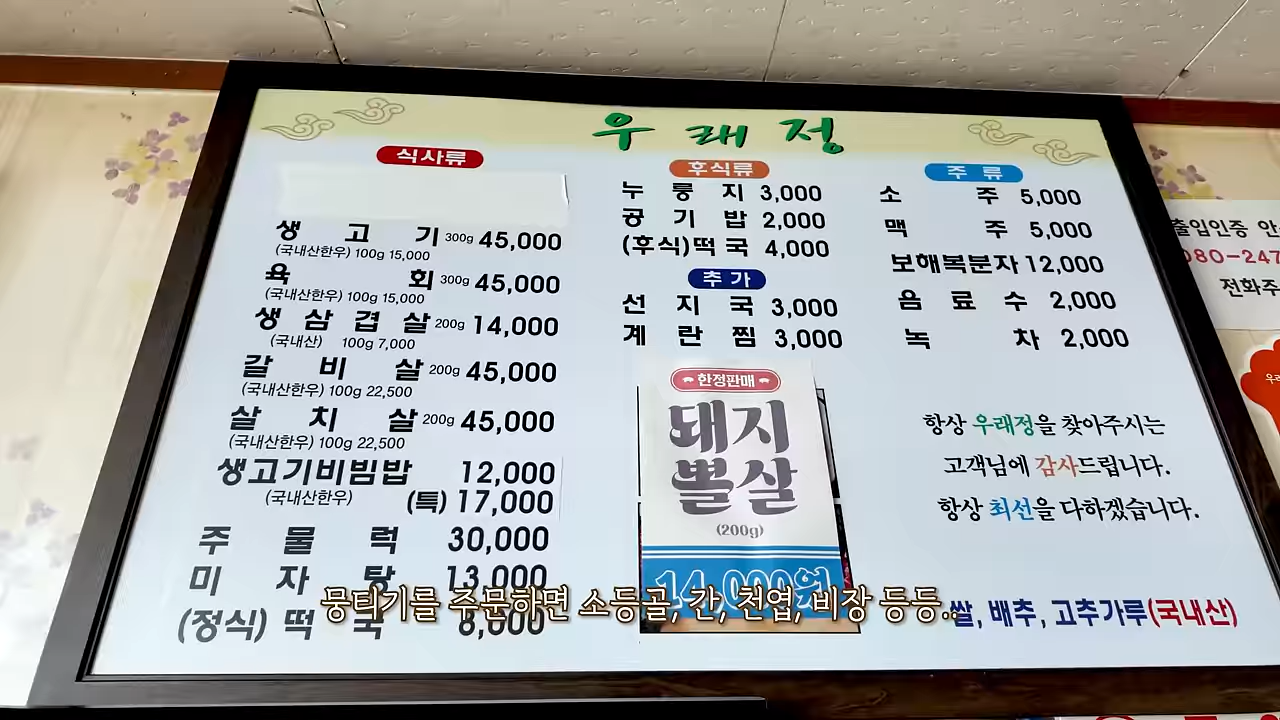 우래정
식사류
생고기 300g 45,000
(국내산한우) 100g 15,000
육회 300g 45,000
(국내산한우) 100g 15,000
생삼겹살 200g 14,000
(국내산) 100g 7,000
갈비살 200g 45,000
(국내산한우) 100g 22,500
살치살 200g 45,000
(국내산한우) 100g 22,500
생고기비빔밥 12,000
(국내산한우) (특) 17,000
주물럭 30,000
미자탕 13,000
(정식) 떡국 8,000
후식류
누룽지 3,000
공기밥 2,000
(후식)떡국 4,000
추가
선지국 3,000
계란찜 3,000
한정판매
돼지
뽈살
(200g)
14,000원
주류
소주 5,000
맥주 5,000
보해복분자 12,000
음료수 2,000
녹차 2,000
항상 우래정을 찾아주시는
고객님에 감사드립니다.
항상 최선을 다하겠습니다.
쌀, 배추, 고추가루(국내산)
출입인증 안
080-247
전화주
뭉티기를 주문하면 소등골, 간, 천엽, 비장 등등..